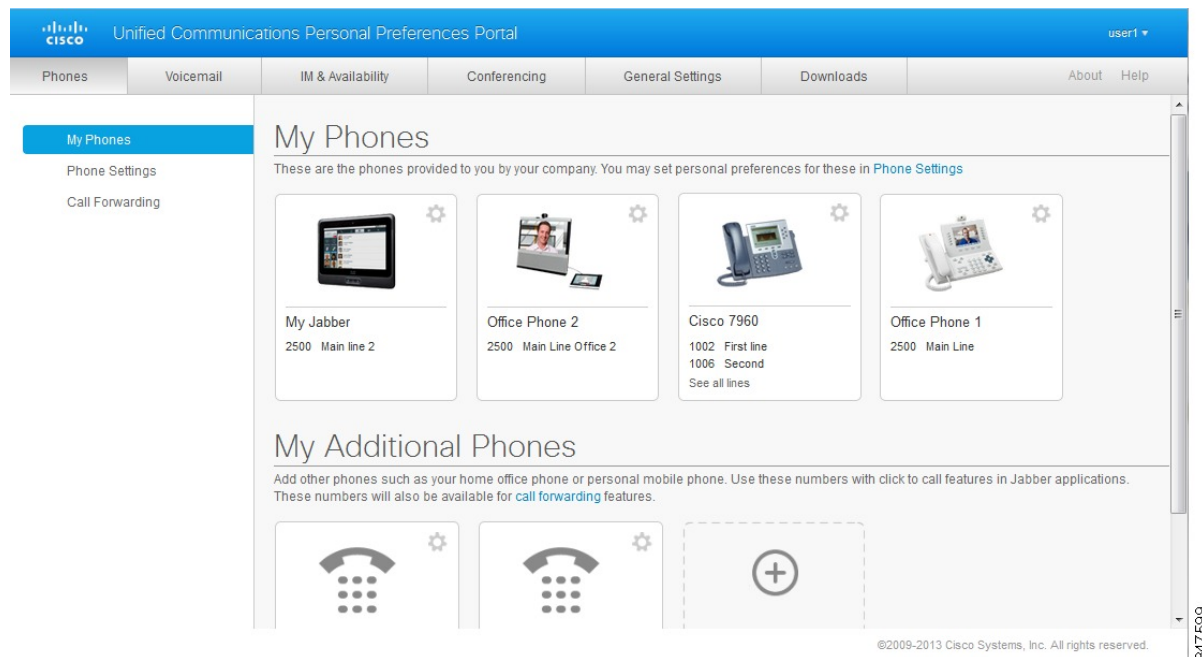 CISCO
Unified Communications Personal Preferences Portal
user1
Phones
Voicemail
IM & Availability
Conferencing
General Settings
Downloads
About
Help
My Phones
Phone Settings
Call Forwarding
My Phones
These are the phones provided to you by your company. You may set personal preferences for these in Phone Settings
My Jabber
2500 Main line 2
Office Phone 2
2500 Main Line Office 2
Cisco 7960
1002 First line
1006 Second
See all lines
Office Phone 1
2500 Main Line
My Additional Phones
Add other phones such as your home office phone or personal mobile phone. Use these numbers with click to call features in Jabber applications.
These numbers will also be available for call forwarding features.
©2009-2013 Cisco Systems, Inc. All rights reserved.